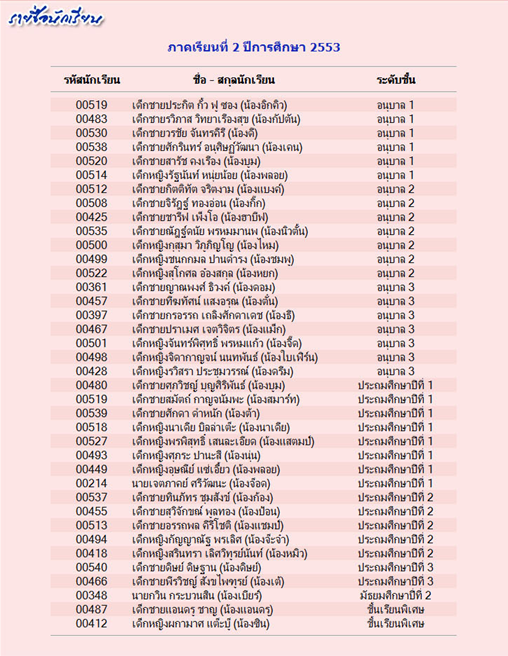 รายชื่อนักเรียน
ภาคเรียนที่ 2 ปีการศึกษา 2553
รหัสนักเรียน ชื่อ - สกุลนักเรียน ระดับชั้น
00519 เด็กชายประกิต กั๋ว ฟู ซอง (น้องอิกคิว) อนุบาล 1
00483 เด็กชายรวิภาส วิทยาเรืองสุข (น้องกัปตัน) อนุบาล 1
00530 เด็กชายวรชัย จันทรคีรี (น้องดี) อนุบาล 1
00538 เด็กชายศักรินทร์ อนุศิษฏ์วัฒนา (น้องเดน) อนุบาล 1
00520 เด็กชายสารัช คงเรือง (น้องบูม) อนุบาล 1
00514 เด็กหญิงรัฐนันท์ หนุ่ยน้อย (น้องพลอย) อนุบาล 1
00512 เด็กชายกิตติทัต จริตงาม (น้องแบงค์) อนุบาล 2
00508 เด็กชายจิรัฎฐ์ ทองอ่อน (น้องกั๊ก) อนุบาล 2
00425 เด็กชายชารีฟ เพ็งโอ (น้องฮาบีฟ) อนุบาล 2
00535 เด็กชายณัฎฐ์ดนัย พรหมมานพ (น้องนิวตั้น) อนุบาล 2
00500 เด็กหญิงกุสุมา วิภูภิญโญ (น้องไหม) อนุบาล 2
00499 เด็กหญิงชนกกมล ปานดำรง (น้องชมพู) อนุบาล 2
00522 เด็กหญิงสุโกศล อ๋องสกุล (น้องหยก) อนุบาล 2
00361 เด็กชายญาณพงศ์ ธิวงค์ (น้องคอม) อนุบาล 3
00457 เด็กชายทีฆทัศน์ แสงอรุณ (น้องตั้น) อนุบาล 3
00397 เด็กชายกรอรรถ เถลิงศักดาเดช (น้องธี) อนุบาล 3
00467 เด็กชายปราเมศ เจตวิจิตร (น้องแม็ก) อนุบาล 3
00501 เด็กหญิงจันทร์พิศุทธิ์ พรหมแก้ว (น้องจี๊ด) อนุบาล 3
00498 เด็กหญิงจิดากาญจน์ นนทพันธ์ (น้องใบเฟิร์น) อนุบาล 3
00428 เด็กหญิงรวิสรา ประชุมวรรณ์ (น้องครีม) อนุบาล 3
00480 เด็กชายศุภวิชญ์ บุญศิริพันธ์ (น้องบูม) ประถมศึกษาปีที่ 1
00519 เด็กชายสมัตถ์ กาญจนัมพะ (น้องสมาร์ท) ประถมศึกษาปีที่ 1
00539 เด็กชายศักดา ด่าหนัก (น้องต้า) ประถมศึกษาปีที่ 1
00518 เด็กหญิงนาเดีย บิลล่าเต๊ะ (น้องนาเดีย) ประถมศึกษาปีที่ 1
00527 เด็กหญิงพรพิสุทธิ์ เสนละเอียด (น้องแสตมป์) ประถมศึกษาปีที่ 1
00493 เด็กหญิงศุภระ ปานะสี (น้องนุ่น) ประถมศึกษาปีที่ 1
00449 เด็กหญิงอุษณีย์ แซ่เอี้ยว (น้องพลอย) ประถมศึกษาปีที่ 1
00214 นายเจตภาคย์ ศรีวัฒนะ (น้องจ๊อด) ประถมศึกษาปีที่ 1
00537 เด็กชายทินภัทร ชุมสังข์ (น้องก้อง) ประถมศึกษาปีที่ 2
00455 เด็กชายสุวิจักขณ์ พูลทอง (น้องป้อน) ประถมศึกษาปีที่ 2
00513 เด็กชายอรรถพล คีรีโชติ (น้องแชมป์) ประถมศึกษาปีที่ 2
00494 เด็กหญิงกัญญาณัฐ พรเลิศ (น้องจ๊ะจ๋า) ประถมศึกษาปีที่ 2
00418 เด็กหญิงสรินทรา เลิศวิทูรย์นันท์ (น้องหมิว) ประถมศึกษาปีที่ 2
00540 เด็กชายดิษย์ ดิษฐาน (น้องดิษย์) ประถมศึกษาปีที่ 3
00466 เด็กชายพีรวิชญ์ สังขไพฑูรย์ (น้องเต้) ประถมศึกษาปีที่ 3
00348 นายกวิน กระบวนสิน (น้องเบียร์) มัธยมศึกษาปีที่ 2
00487 เด็กชายแอนดรู ชาญ (น้องแอนดรู) ชั้นเรียนพิเศษ
00412 เด็กหญิงผกามาศ แต๊ะบู้ (น้องซิน) ชั้นเรียนพิเศษ